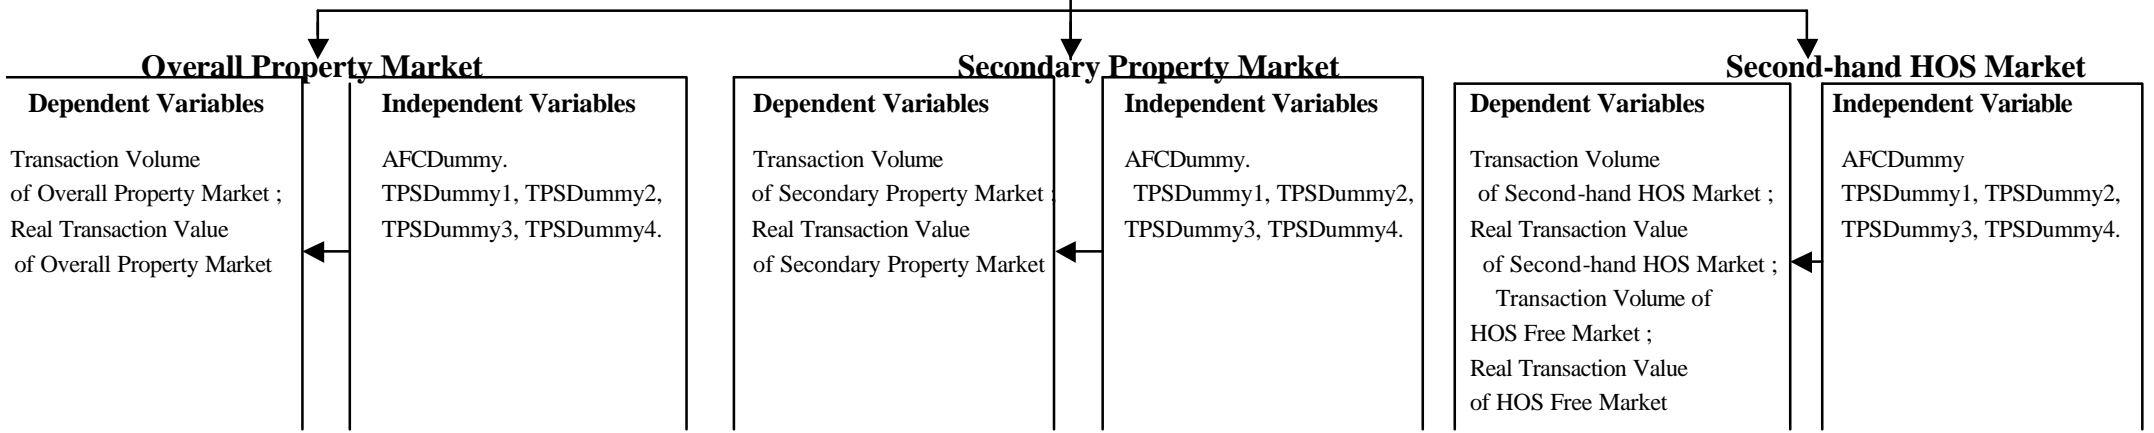 Overall Property Market
Dependent Variables
Transaction Volume
of Overall Property Market ;
Real Transaction Value
of Overall Property Market
Independent Variables
AFCDummy.
TPSDummy1, TPSDummy2,
TPSDummy3, TPSDummy4.
Secondary Property Market
Dependent Variables
Transaction Volume
of Secondary Property Market ;
Real Transaction Value
of Secondary Property Market
Independent Variables
AFCDummy.
TPSDummy1, TPSDummy2,
TPSDummy3, TPSDummy4.
Second-hand HOS Market
Dependent Variables
Transaction Volume
of Second-hand HOS Market ;
Real Transaction Value
of Second-hand HOS Market ;
Transaction Volume of
HOS Free Market ;
Real Transaction Value
of HOS Free Market
Independent Variable
AFCDummy
TPSDummy1, TPSDummy2,
TPSDummy3, TPSDummy4.